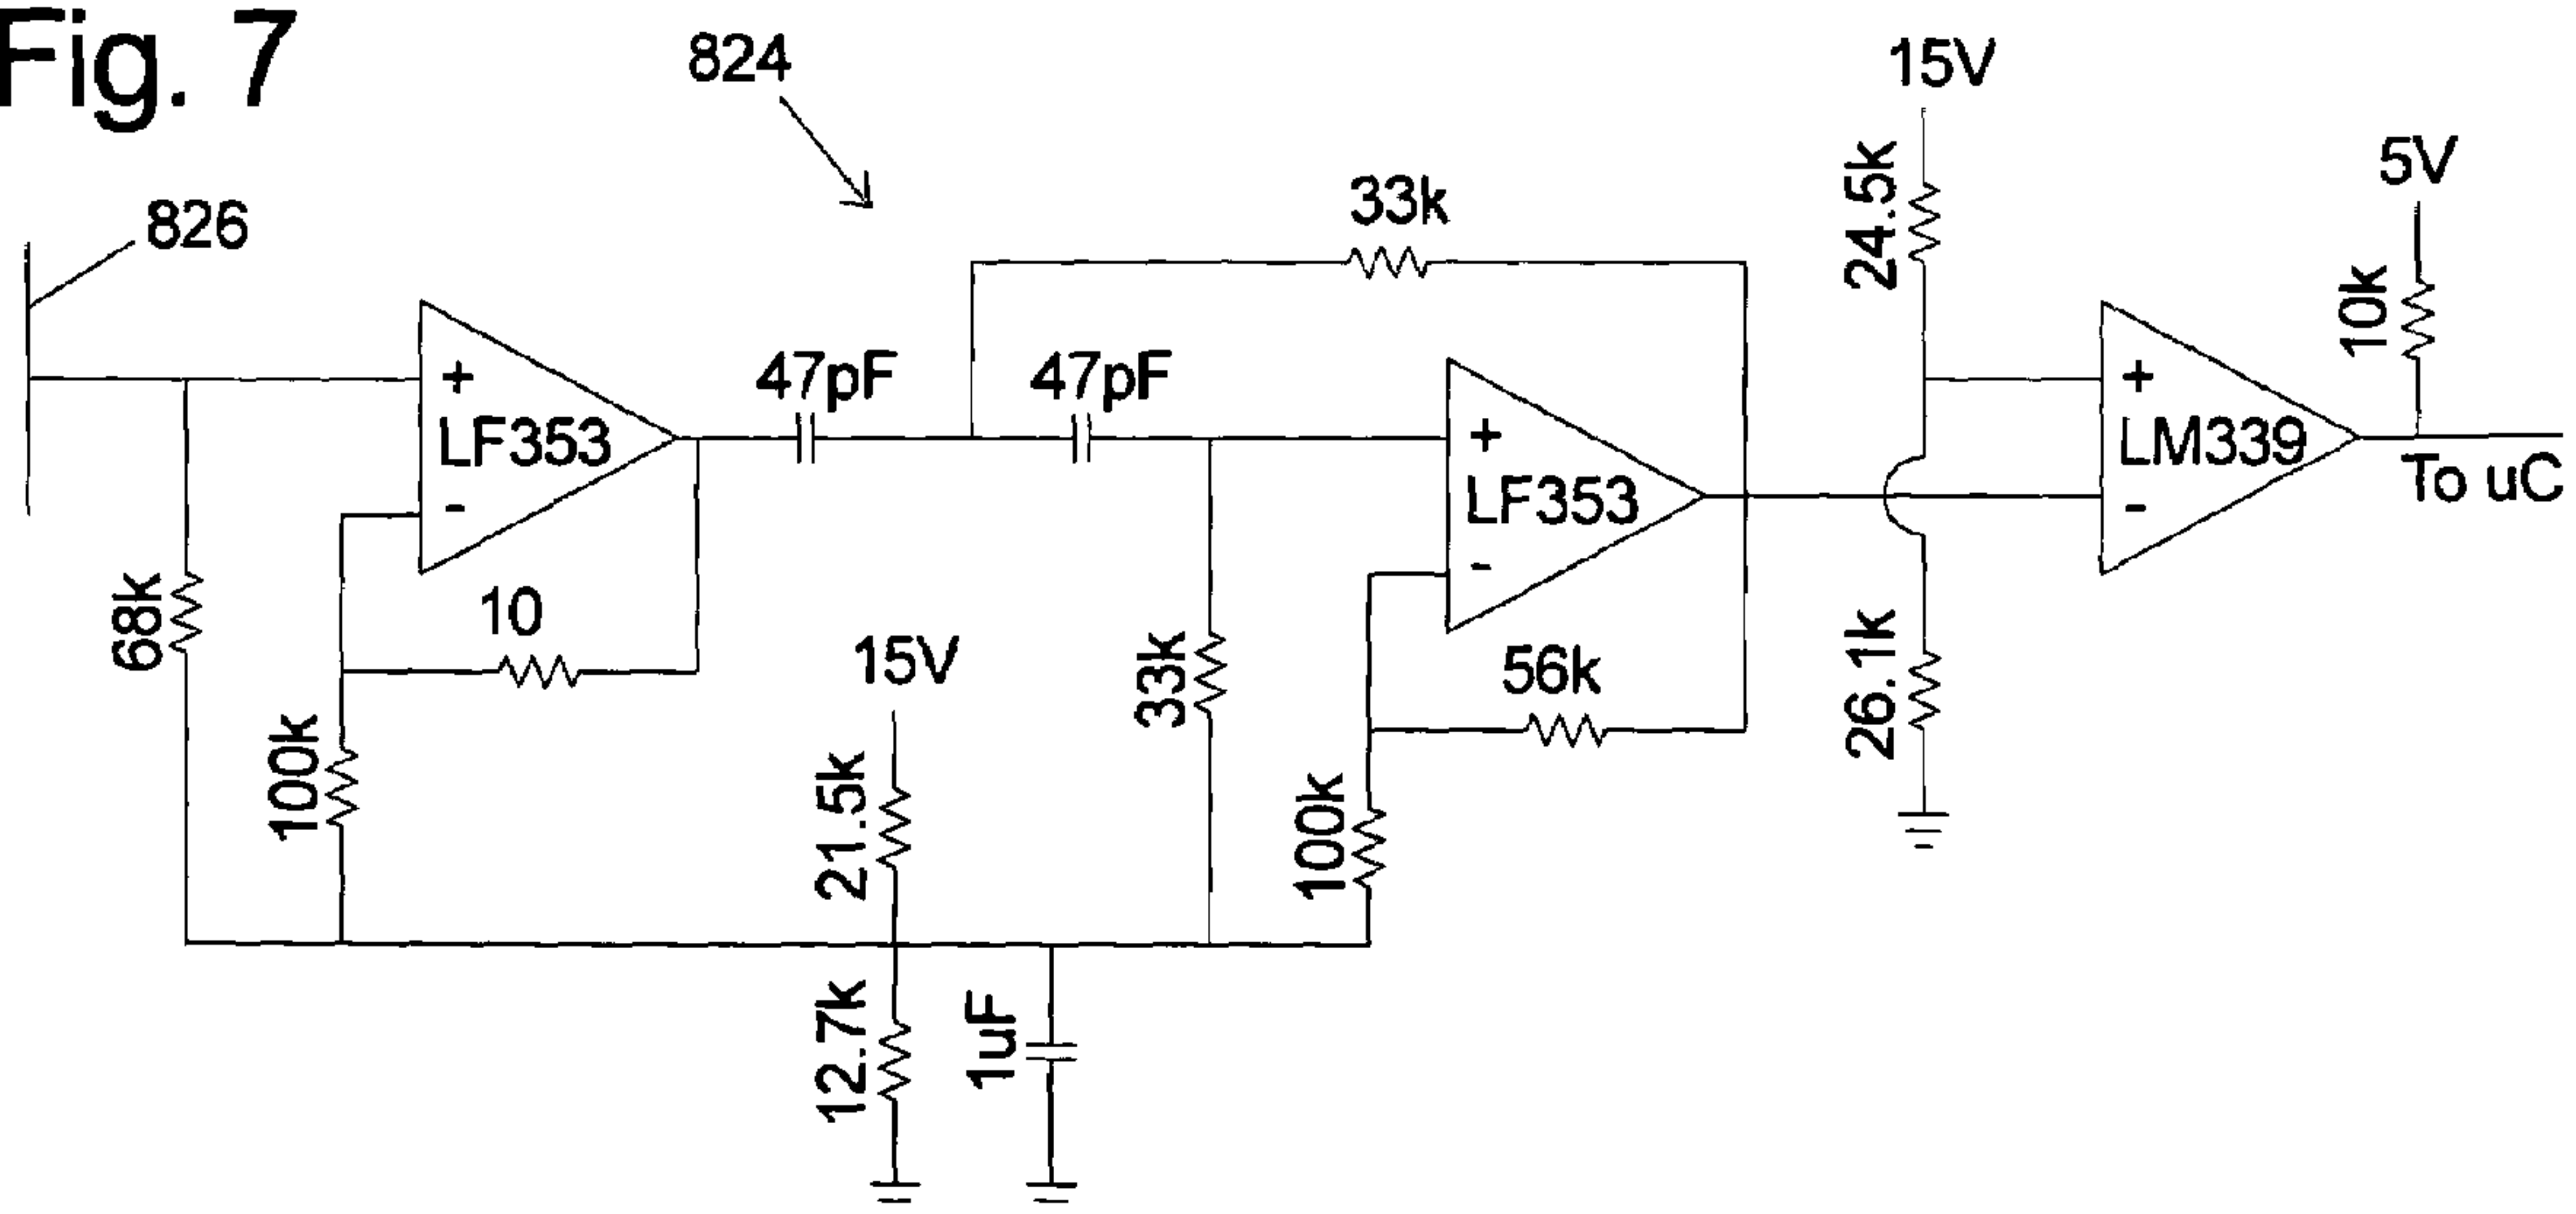 Fig. 7
824
15V
5V
826
33k
24.5k
10k
47pF
47pF
+
LF353
-
+
LF353
-
+
LM339
-
To uC
68k
10
100k
15V
21.5k
33k
56k
100k
26.1k
12.7k
1uF